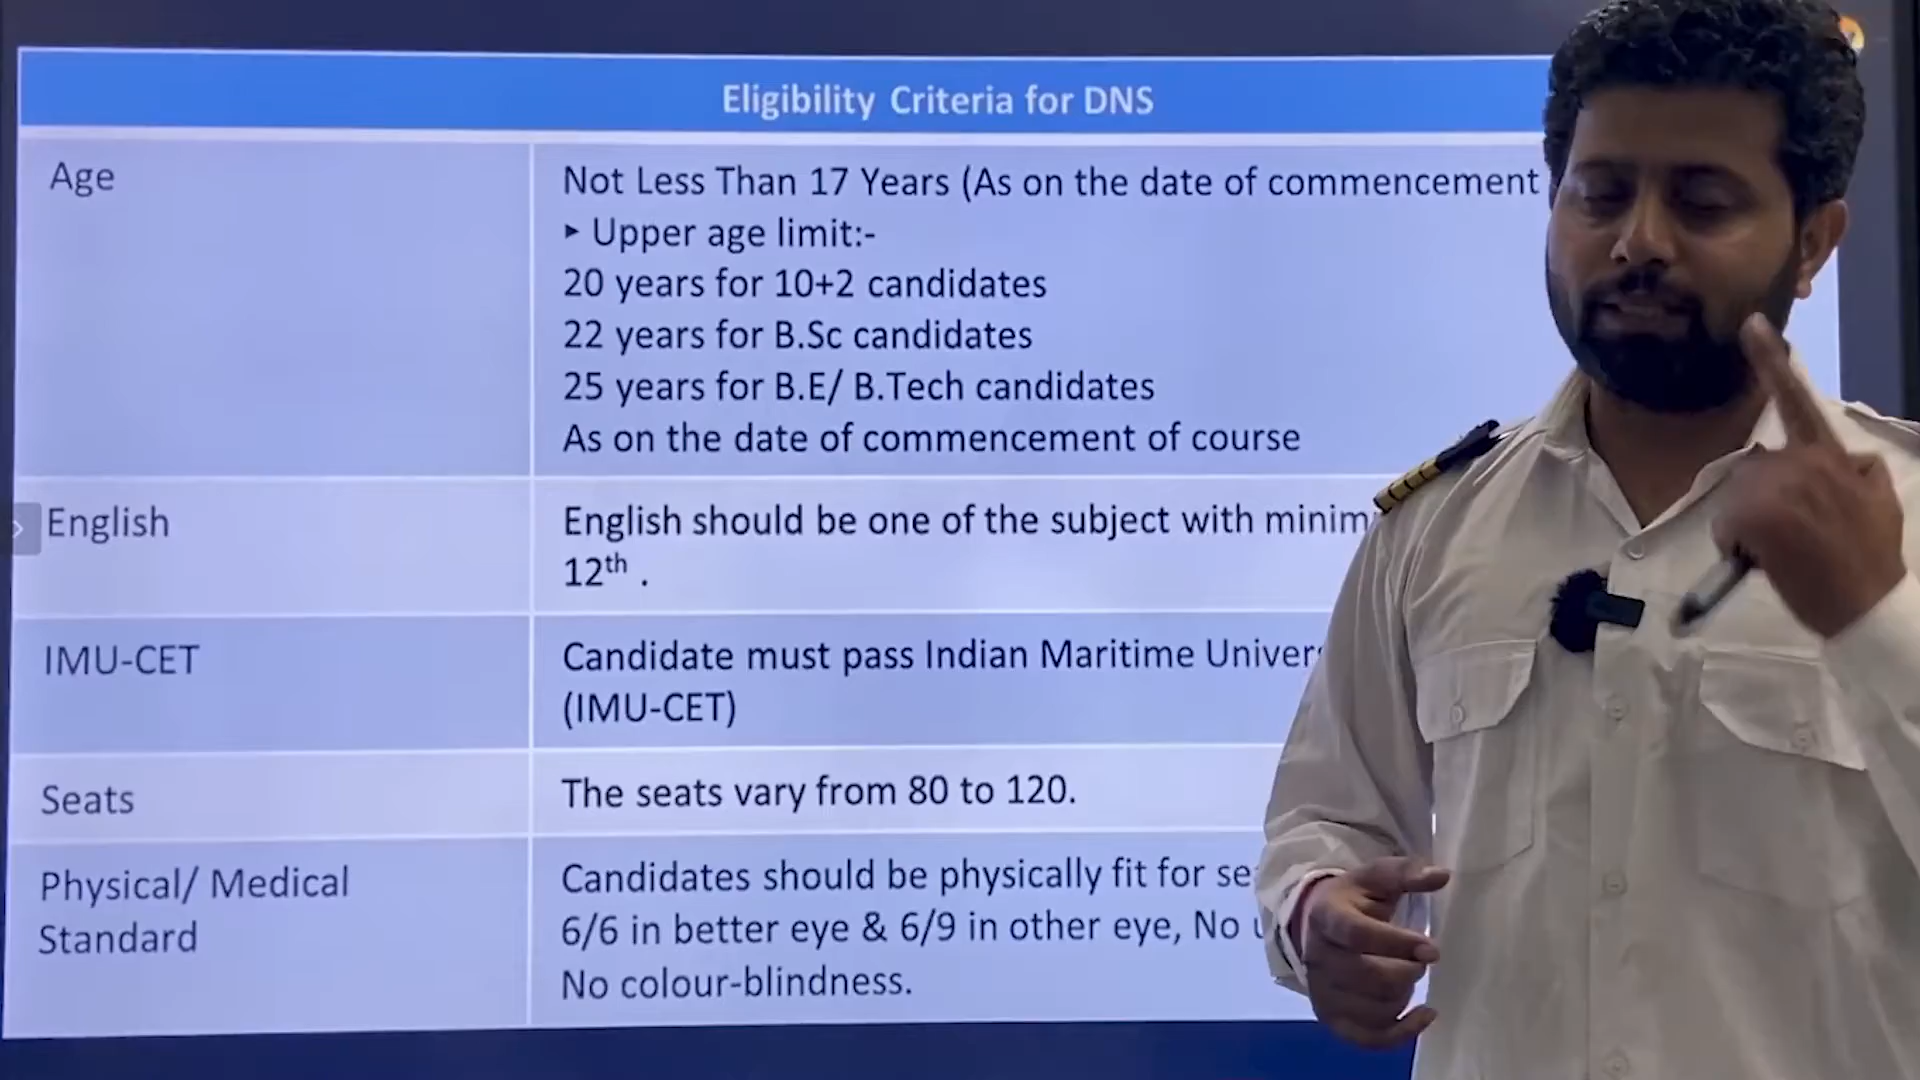 Eligibility Criteria for DNS
Age
Not Less Than 17 Years (As on the date of commencement
▸ Upper age limit:-
20 years for 10+2 candidates
22 years for B.Sc candidates
25 years for B.E/ B.Tech candidates
As on the date of commencement of course
English
English should be one of the subject with
12th .
IMU-CET
Candidate must pass Indian Maritime
(IMU-CET)
Seats
The seats vary from 80 to 120.
Physical/ Medical
Standard
Candidates should be physically fit for
6/6 in better eye & 6/9 in other eye, No
No colour-blindness.